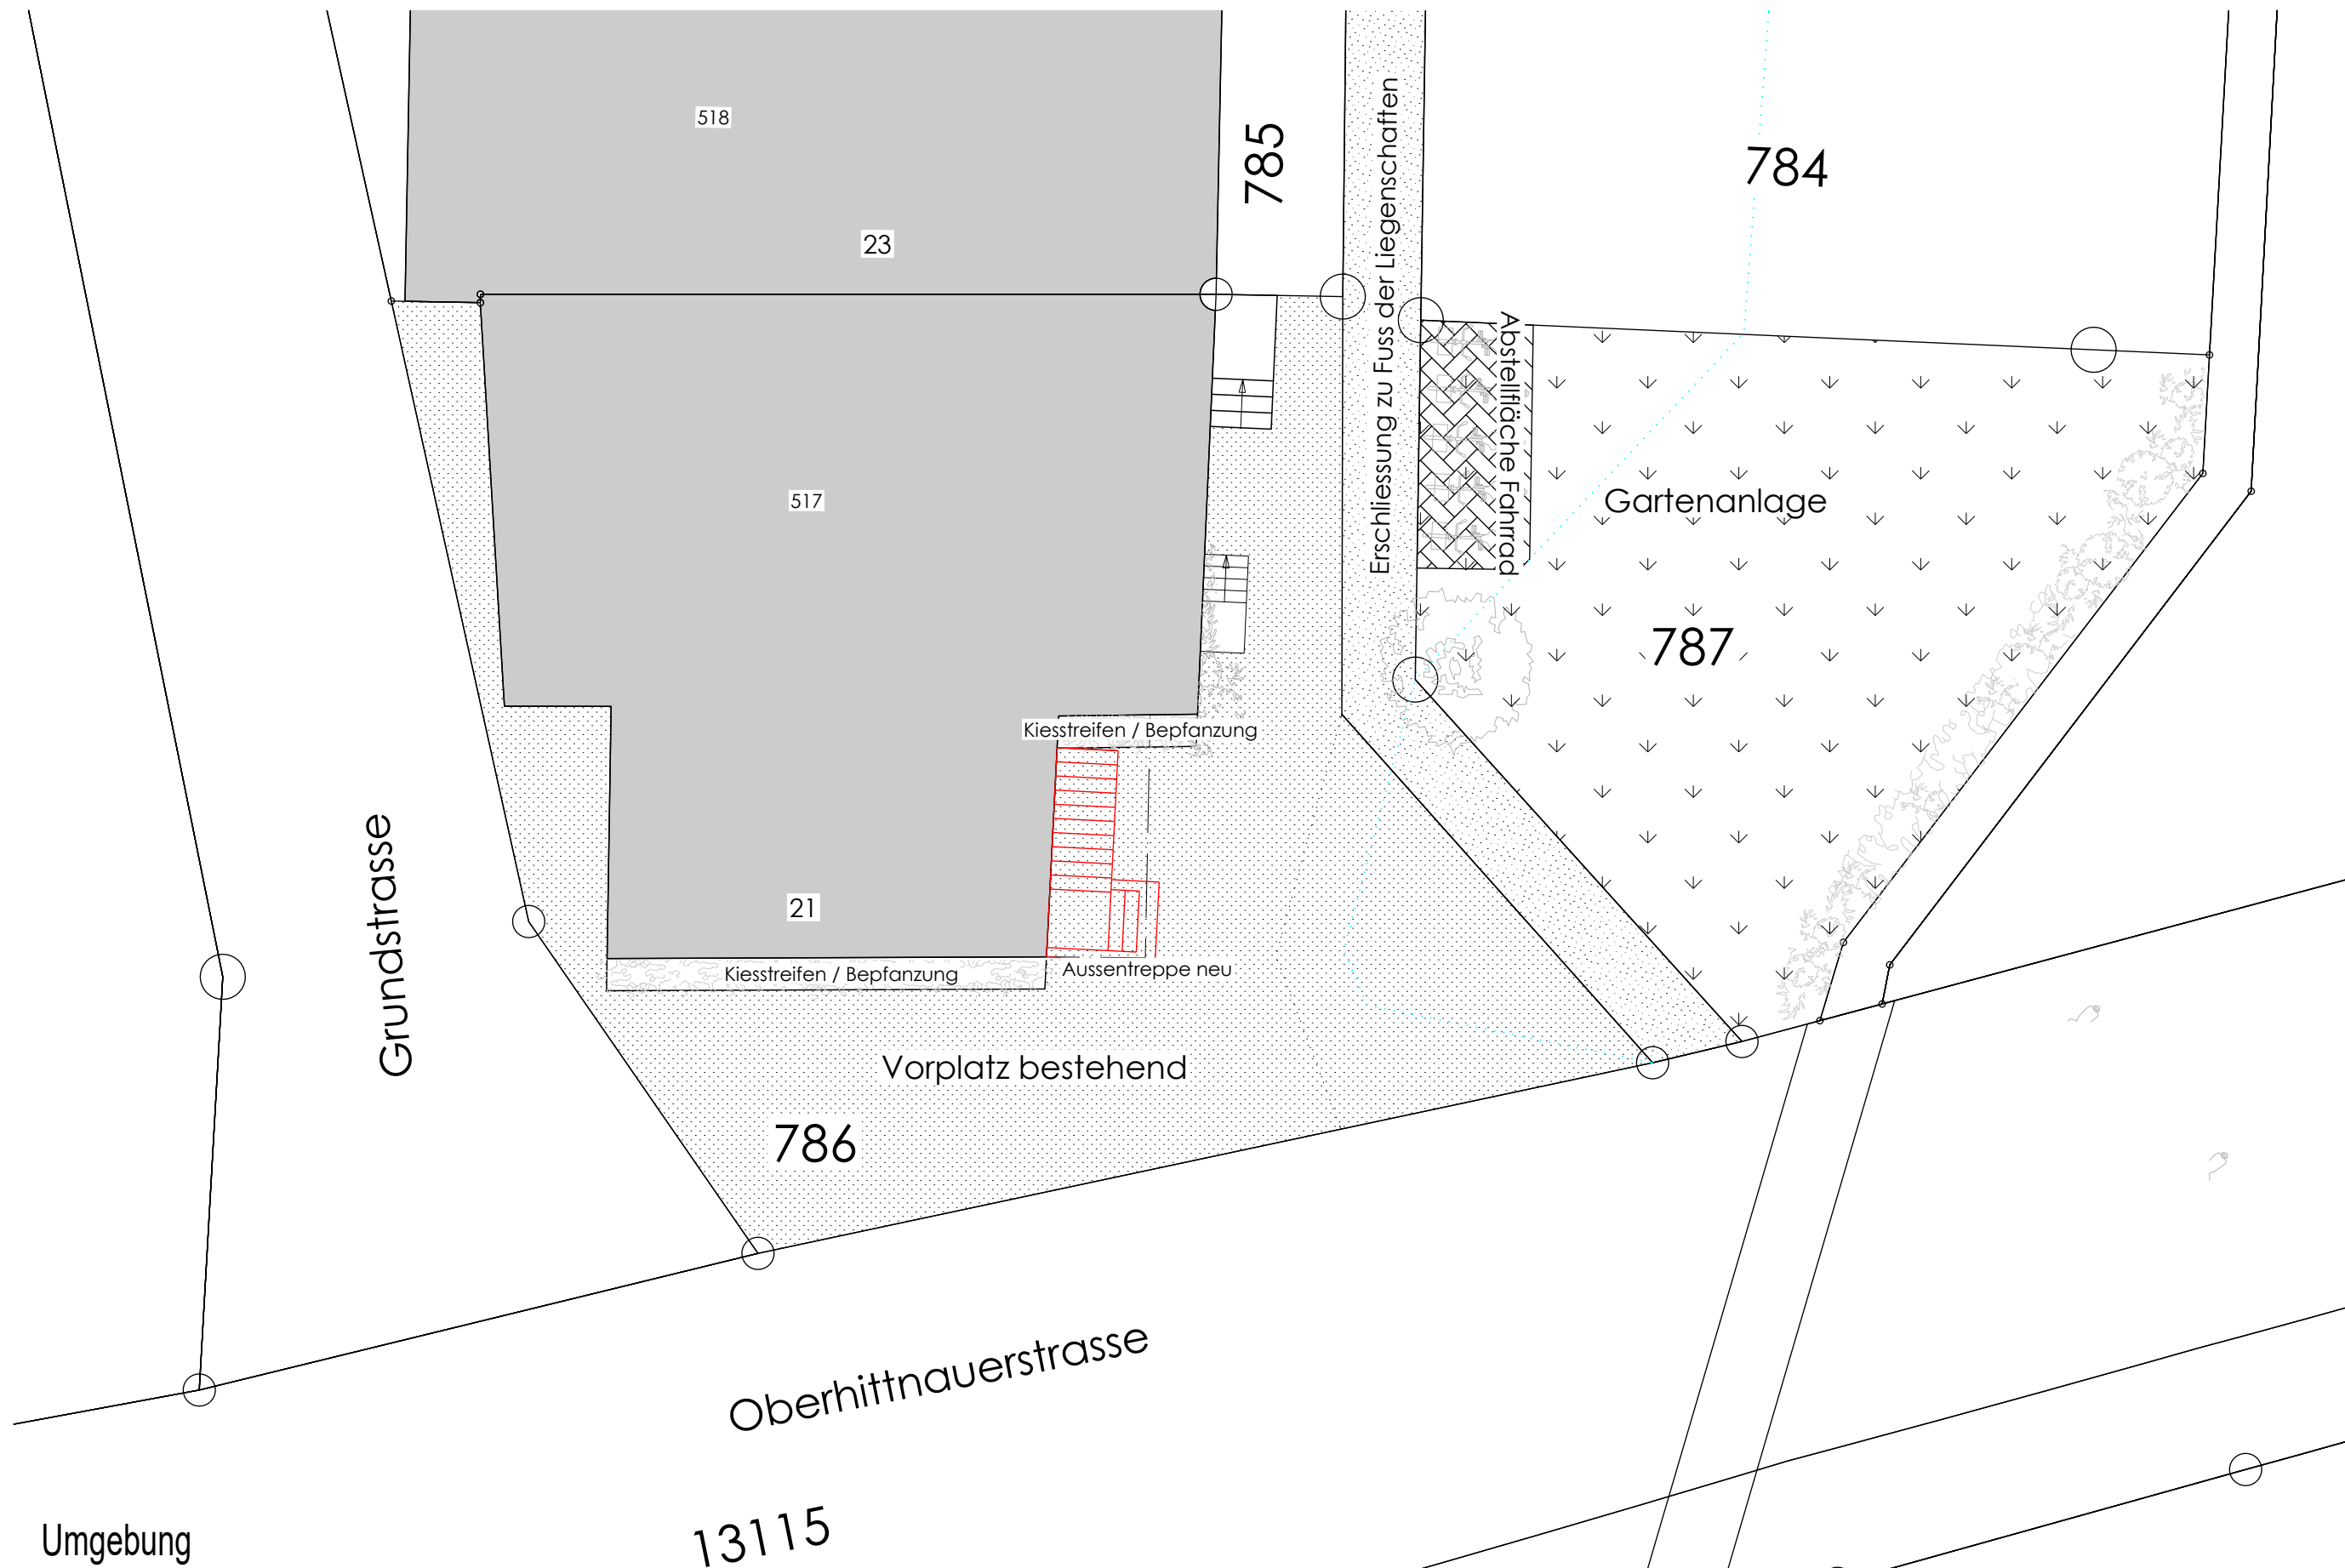 518
785
Erschliessung zu Fuss der Liegenschaften
784
23
Abstellfläche Fahrrad
517
Gartenanlage
787
Kiesstreifen / Bepfanzung
Grundstrasse
21
Kiesstreifen / Bepfanzung
Aussentreppe neu
Vorplatz bestehend
786
Oberhittnauerstrasse
13115
Umgebung